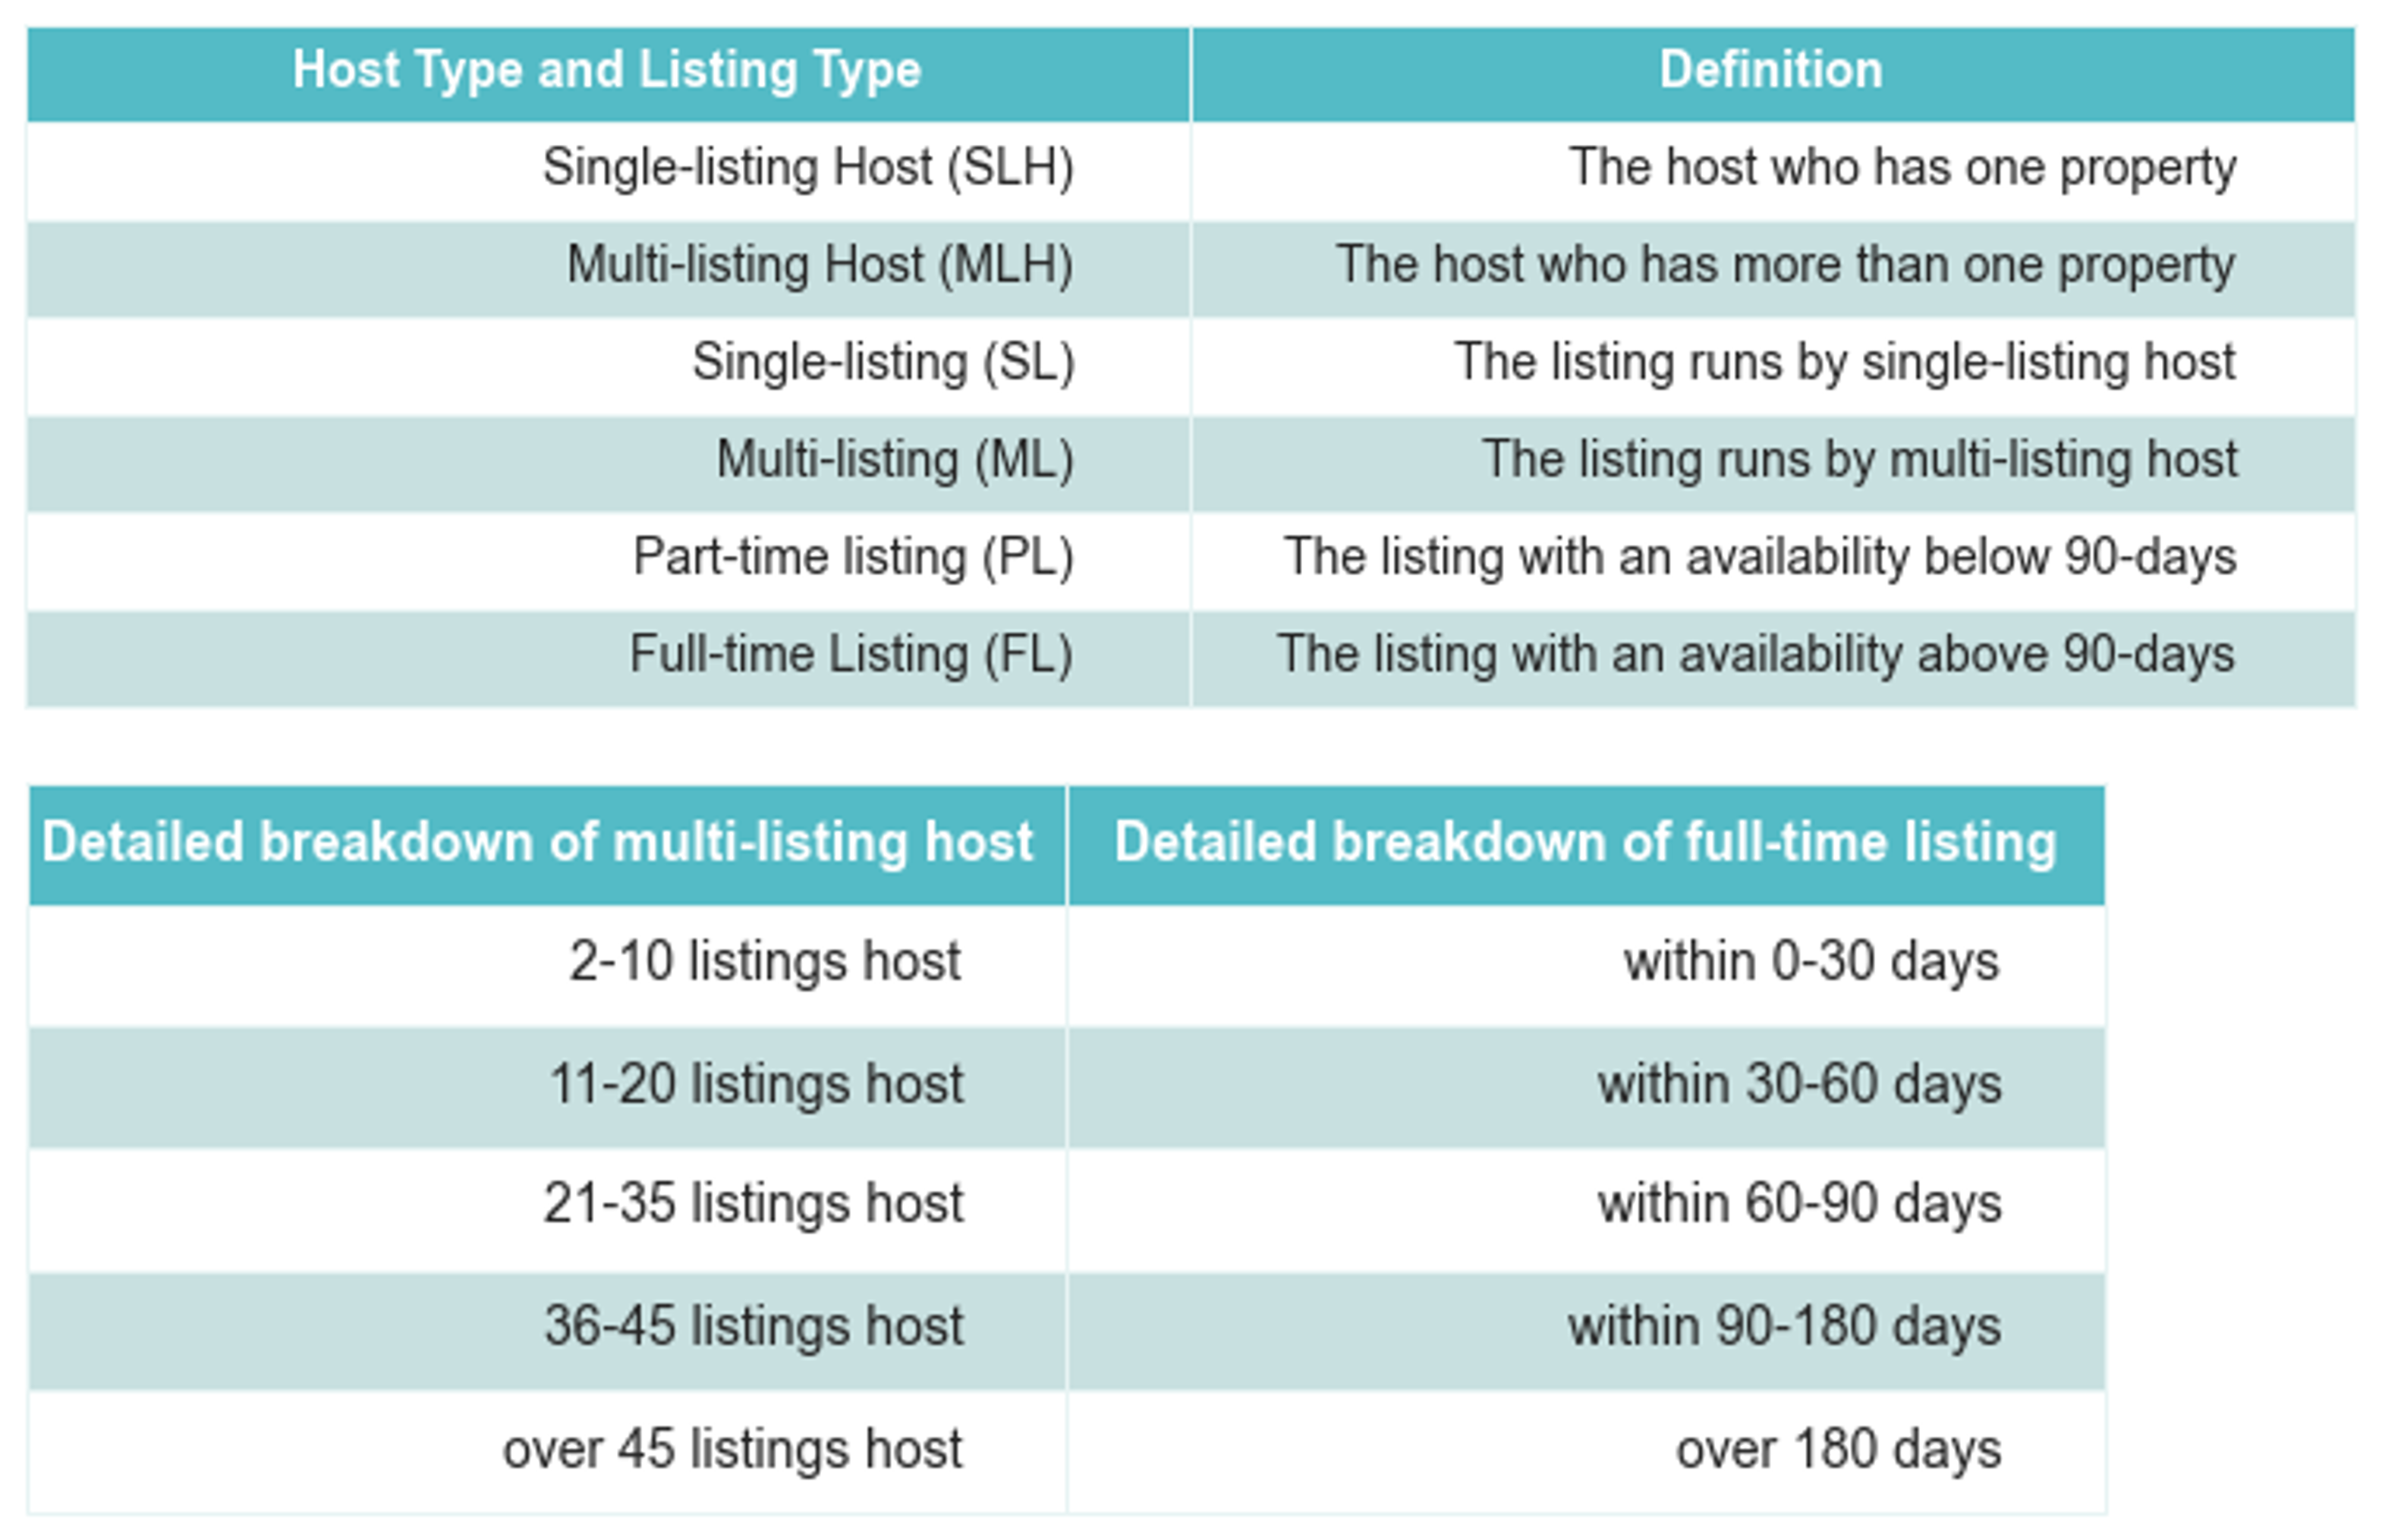 Host Type and Listing Type Definition
Single-listing Host (SLH) The host who has one property
Multi-listing Host (MLH) The host who has more than one property
Single-listing (SL) The listing runs by single-listing host
Multi-listing (ML) The listing runs by multi-listing host
Part-time listing (PL) The listing with an availability below 90-days
Full-time Listing (FL) The listing with an availability above 90-days
Detailed breakdown of multi-listing host Detailed breakdown of full-time listing
2-10 listings host within 0-30 days
11-20 listings host within 30-60 days
21-35 listings host within 60-90 days
36-45 listings host within 90-180 days
over 45 listings host over 180 days